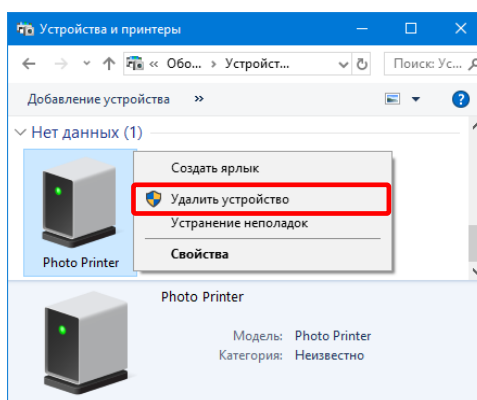 Устройства и принтеры
« Обо... › Устройст...
Поиск: Ус...
Добавление устройства »
Нет данных (1)
Создать ярлык
Удалить устройство
Устранение неполадок
Свойства
Photo Printer
Photo Printer
Модель: Photo Printer
Категория: Неизвестно